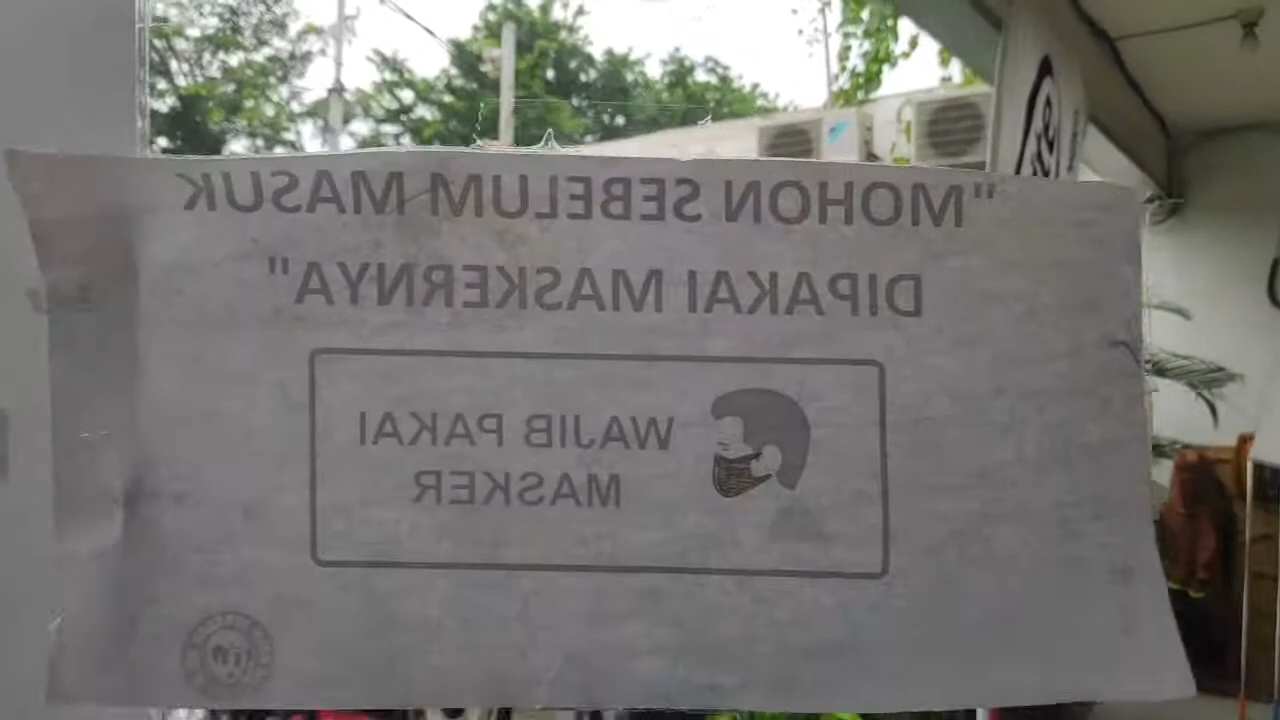 "MOHON SEBELUM MASUK
DIPAKAI MASKERNYA"
WAJIB PAKAI
MASKER